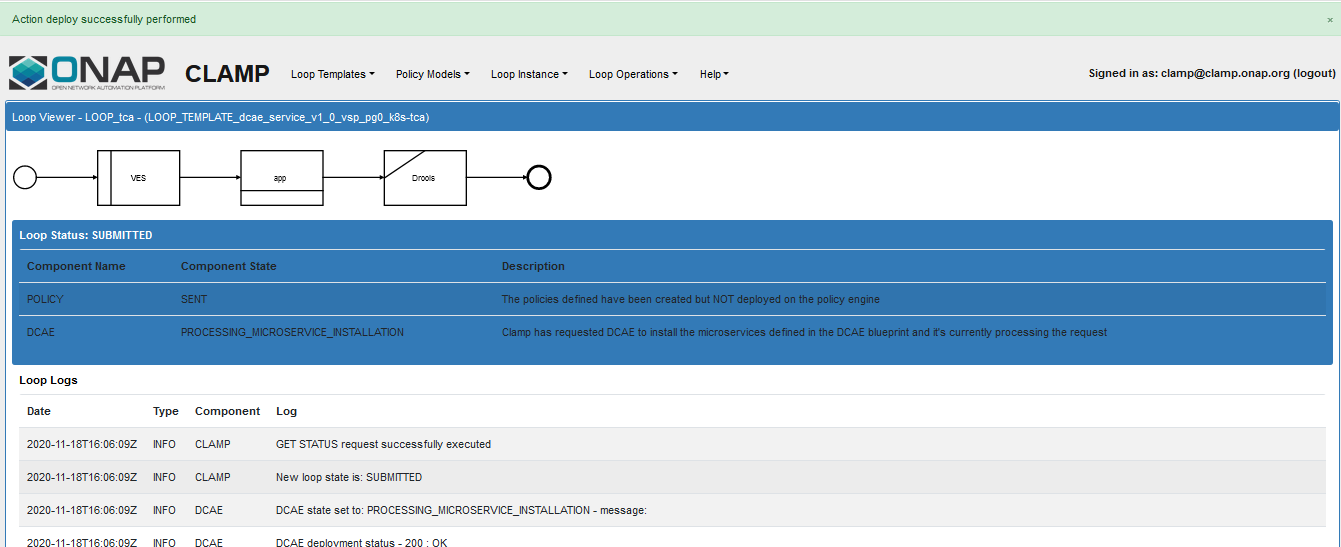 Action deploy successfully performed ×
ONAP
OPEN NETWORK AUTOMATION PLATFORM
CLAMP Loop Templates Policy Models Loop Instance Loop Operations Help Signed in as: clamp@clamp.onap.org (logout)
Loop Viewer - LOOP_tca - (LOOP_TEMPLATE_dcae_service_v1_0_vsp_pg0_k8s-tca)
VES app Drools
Loop Status: SUBMITTED
Component Name Component State Description
POLICY SENT The policies defined have been created but NOT deployed on the policy engine
DCAE PROCESSING_MICROSERVICE_INSTALLATION Clamp has requested DCAE to install the microservices defined in the DCAE blueprint and it's currently processing the request
Loop Logs
Date Type Component Log
2020-11-18T16:06:09Z INFO CLAMP GET STATUS request successfully executed
2020-11-18T16:06:09Z INFO CLAMP New loop state is: SUBMITTED
2020-11-18T16:06:09Z INFO DCAE DCAE state set to: PROCESSING_MICROSERVICE_INSTALLATION - message:
2020-11-18T16:06:09Z INFO DCAE DCAE deployment status - 200 : OK